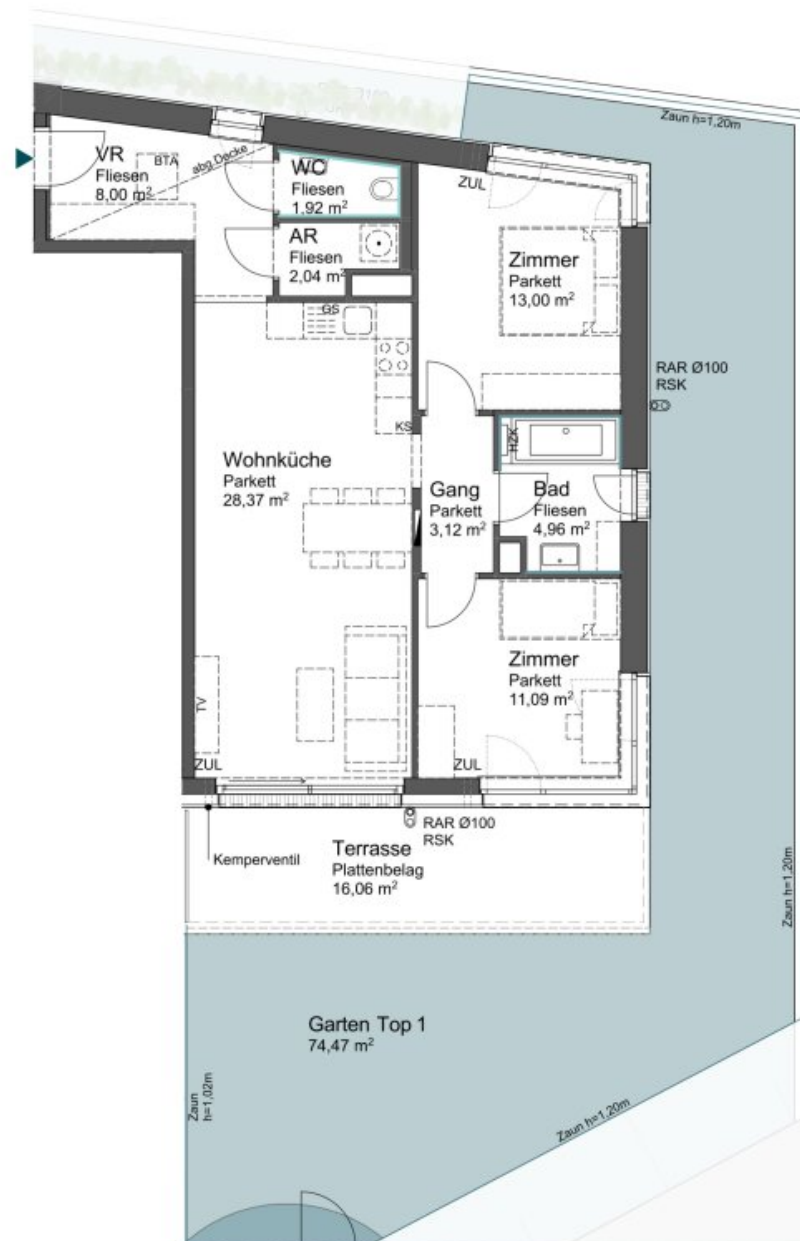 Zaun h=1,20m
VR
Fliesen
8,00 m²
BTA
abg Decke
WC
Fliesen
1,92 m²
ZUL
AR
Fliesen
2,04 m²
Zimmer
Parkett
13,00 m²
GS
RAR Ø100
RSK
KS
HZK
Wohnküche
Parkett
28,37 m²
Gang
Parkett
3,12 m²
Bad
Fliesen
4,96 m²
Zimmer
Parkett
11,09 m²
TV
ZUL
ZUL
RAR Ø100
RSK
Kemperventil
Terrasse
Plattenbelag
16,06 m²
Zaun h=1,20m
Garten Top 1
74,47 m²
Zaun
h=1,02m
Zaun h=1,20m